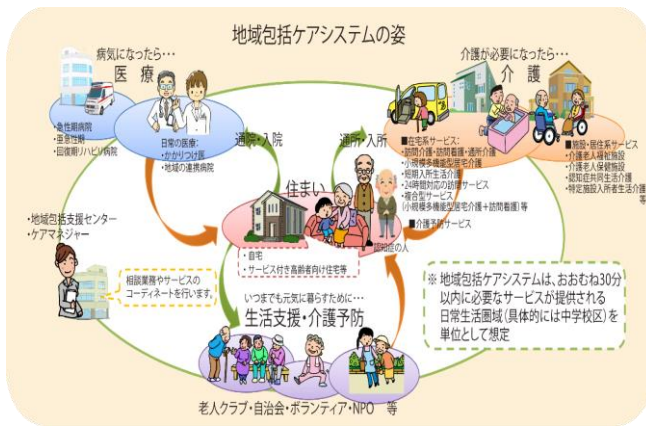 地域包括ケアシステムの姿
病気になったら･･･
医 療
・急性期病院
・亜急性期
・回復期リハビリ病院
日常の医療:
・かかりつけ医
・地域の連携病院
通院・入院
通所・入所
介護が必要になったら･･･
介 護
■在宅系サービス:
・訪問介護・訪問看護・通所介護
・小規模多機能型居宅介護
・短期入所生活介護
・24時間対応の訪問サービス
・複合型サービス
(小規模多機能型居宅介護+訪問看護)等
■介護予防サービス
■施設・居住系サービス
・介護老人福祉施設
・介護老人保健施設
・認知症共同生活介護
・特定施設入所者生活介護
等
住まい
認知症の人
・自宅
・サービス付き高齢者向け住宅等
・地域包括支援センター
・ケアマネジャー
相談業務やサービスの
コーディネートを行います。
いつまでも元気に暮らすために･･･
生活支援・介護予防
老人クラブ・自治会・ボランティア・NPO 等
※ 地域包括ケアシステムは、おおむね30分
以内に必要なサービスが提供される
日常生活圏域(具体的には中学校区)を
単位として想定